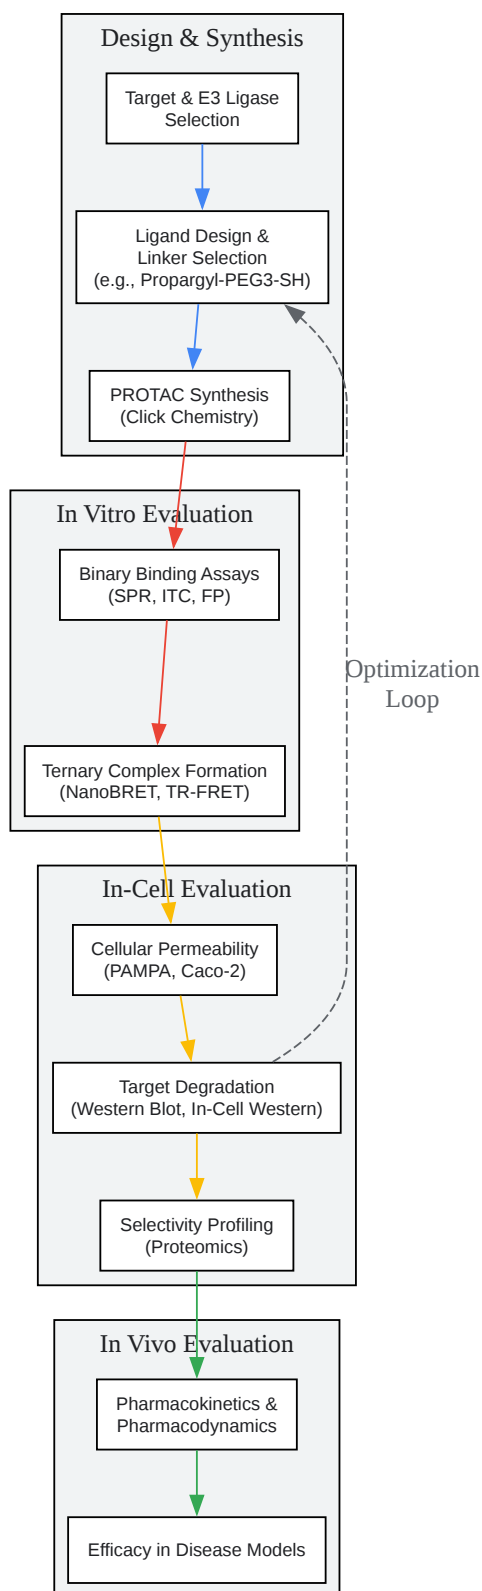 Design & Synthesis
Target & E3 Ligase
Selection
Ligand Design &
Linker Selection
(e.g., Propargyl-PEG3-SH)
PROTAC Synthesis
(Click Chemistry)
In Vitro Evaluation
Binary Binding Assays
(SPR, ITC, FP)
Optimization
Loop
Ternary Complex Formation
(NanoBRET, TR-FRET)
In-Cell Evaluation
Cellular Permeability
(PAMPA, Caco-2)
Target Degradation
(Western Blot, In-Cell Western)
Selectivity Profiling
(Proteomics)
In Vivo Evaluation
Pharmacokinetics &
Pharmacodynamics
Efficacy in Disease Models